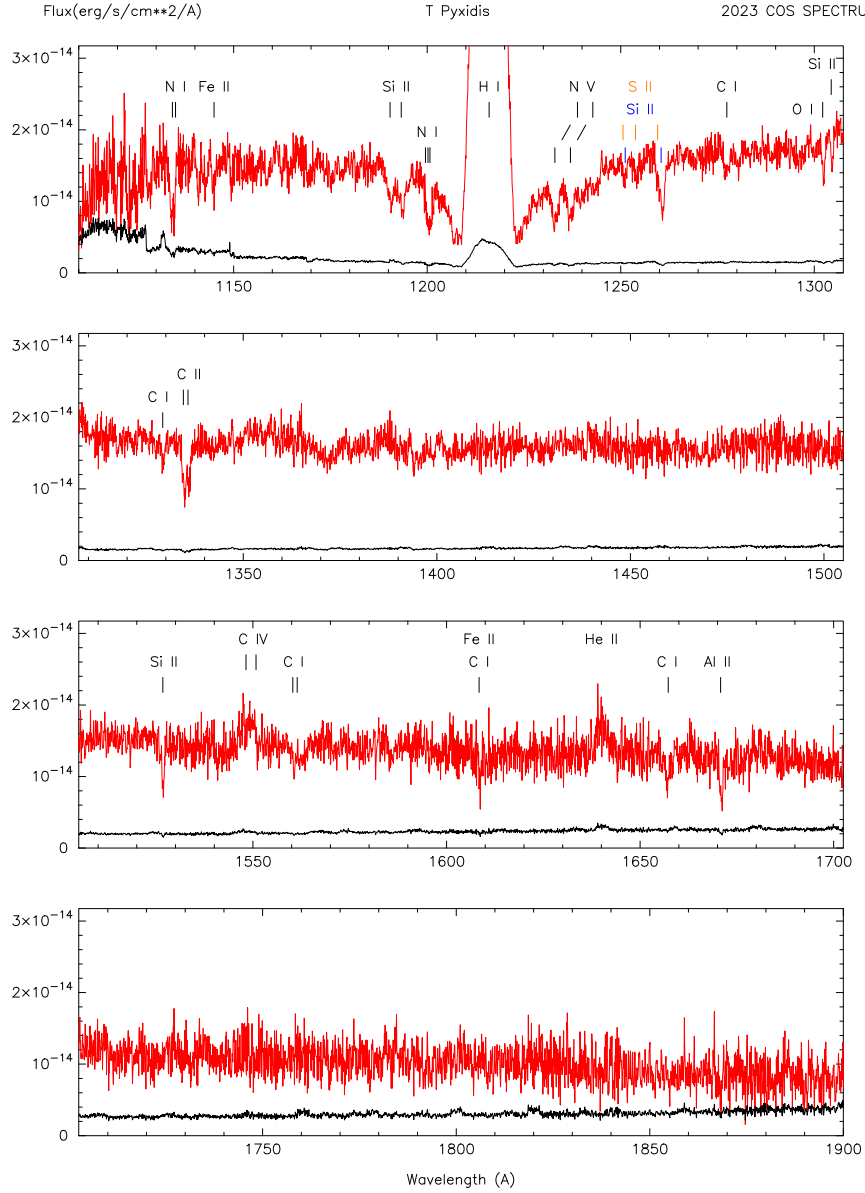 Flux(erg/s/cm**2/A) T Pyxidis 2023 COS SPECTRU
3×10⁻¹⁴
2×10⁻¹⁴
10⁻¹⁴
0
Si II
N I Fe II Si II H I N V S II C I
Si II O I
N I
1150 1200 1250 1300
3×10⁻¹⁴
2×10⁻¹⁴
10⁻¹⁴
0
C II
C I
1350 1400 1450 1500
3×10⁻¹⁴
2×10⁻¹⁴
10⁻¹⁴
0
C IV Fe II He II
Si II C I C I C I Al II
1550 1600 1650 1700
3×10⁻¹⁴
2×10⁻¹⁴
10⁻¹⁴
0
1750 1800 1850 1900
Wavelength (A)